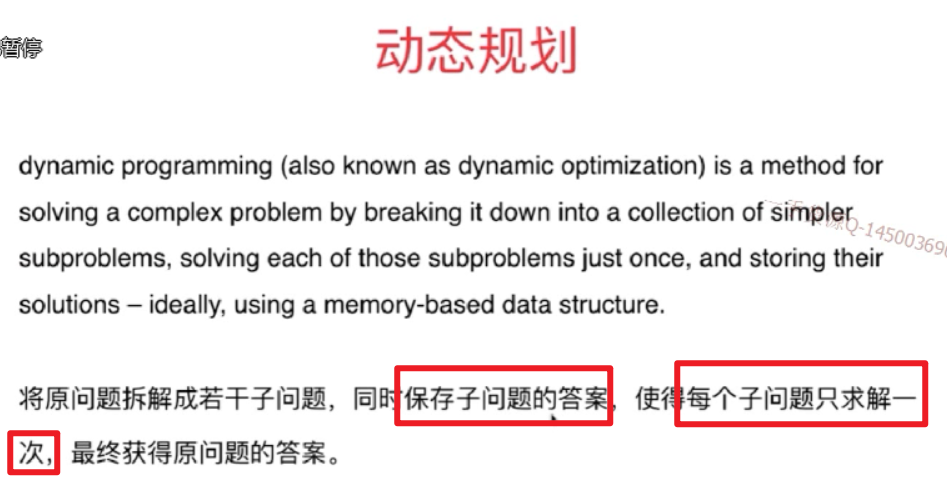 暂停
动态规划
dynamic programming (also known as dynamic optimization) is a method for
solving a complex problem by breaking it down into a collection of simpler
subproblems, solving each of those subproblems just once, and storing their
solutions – ideally, using a memory-based data structure.
将原问题拆解成若干子问题，同时保存子问题的答案，使得每个子问题只求解一
次，最终获得原问题的答案。